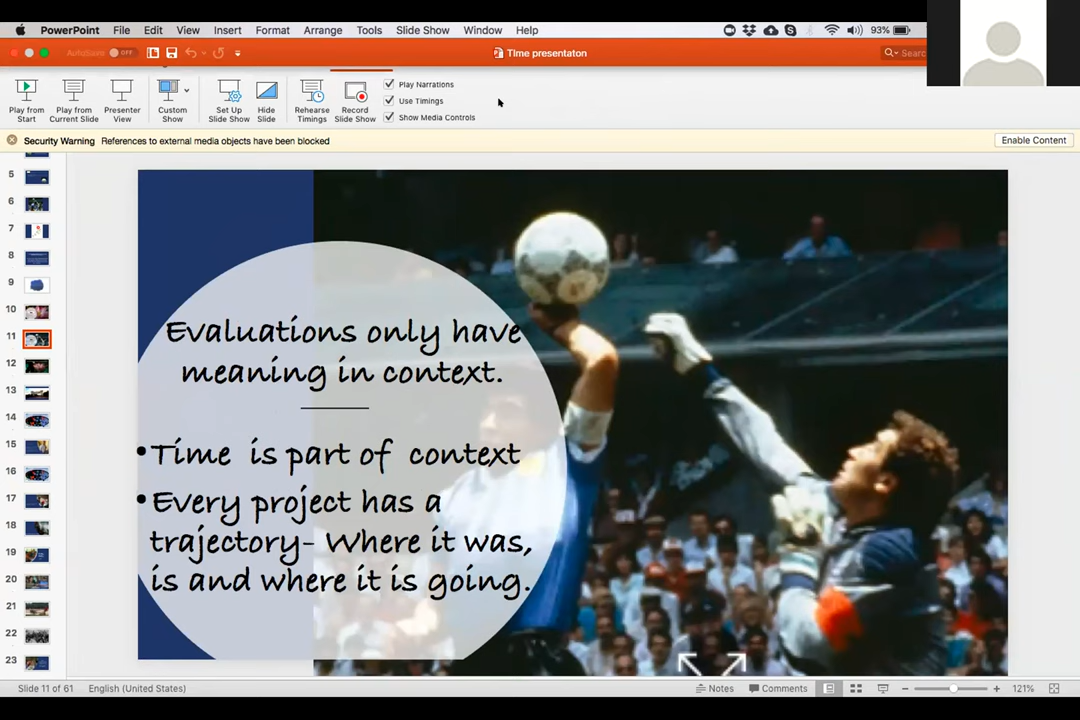 PowerPoint File Edit View Insert Format Arrange Tools Slide Show Window Help 93%
AutoSave OFF TIme presentaton Searc
Play from Start
Play from Current Slide
Presenter View
Custom Show
Set Up Slide Show
Hide Slide
Rehearse Timings
Record Slide Show
Play Narrations
Use Timings
Show Media Controls
Security Warning References to external media objects have been blocked Enable Content
5
6
7
8
9
10
11
12
13
14
15
16
17
18
19
20
21
22
23
Evaluations only have
meaning in context.
•Time is part of context
•Every project has a
trajectory- Where it was,
is and where it is going.
Slide 11 of 61 English (United States) Notes Comments 121%